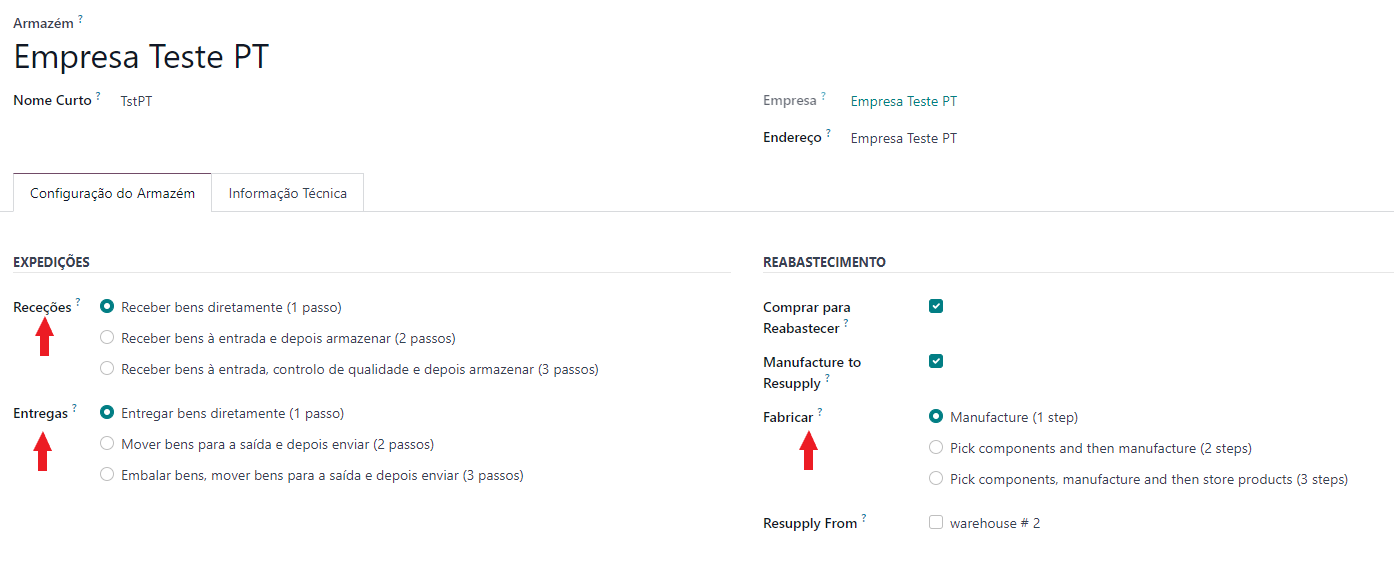 Armazém ?
Empresa Teste PT
Nome Curto ? TstPT
Empresa ? Empresa Teste PT
Endereço ? Empresa Teste PT
Configuração do Armazém
Informação Técnica
EXPEDIÇÕES
Receções ? Receber bens diretamente (1 passo)
Receber bens à entrada e depois armazenar (2 passos)
Receber bens à entrada, controlo de qualidade e depois armazenar (3 passos)
Entregas ? Entregar bens diretamente (1 passo)
Mover bens para a saída e depois enviar (2 passos)
Embalar bens, mover bens para a saída e depois enviar (3 passos)
REABASTECIMENTO
Comprar para
Reabastecer ?
Manufacture to
Resupply ?
Fabricar ? Manufacture (1 step)
Pick components and then manufacture (2 steps)
Pick components, manufacture and then store products (3 steps)
Resupply From ? warehouse # 2